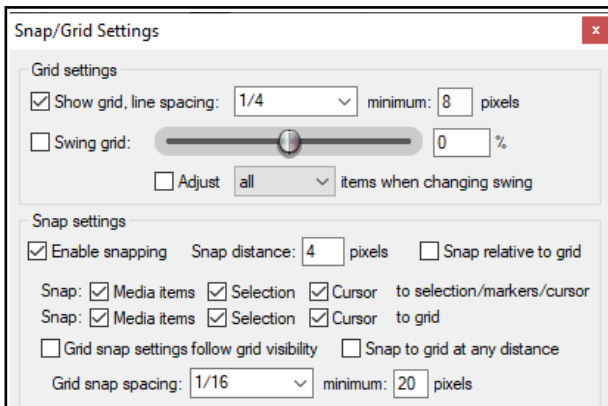 Snap/Grid Settings x
Grid settings
Show grid, line spacing: 1/4 minimum: 8 pixels
Swing grid: 0 %
Adjust all items when changing swing
Snap settings
Enable snapping Snap distance: 4 pixels Snap relative to grid
Snap: Media items Selection Cursor to selection/markers/cursor
Snap: Media items Selection Cursor to grid
Grid snap settings follow grid visibility Snap to grid at any distance
Grid snap spacing: 1/16 minimum: 20 pixels